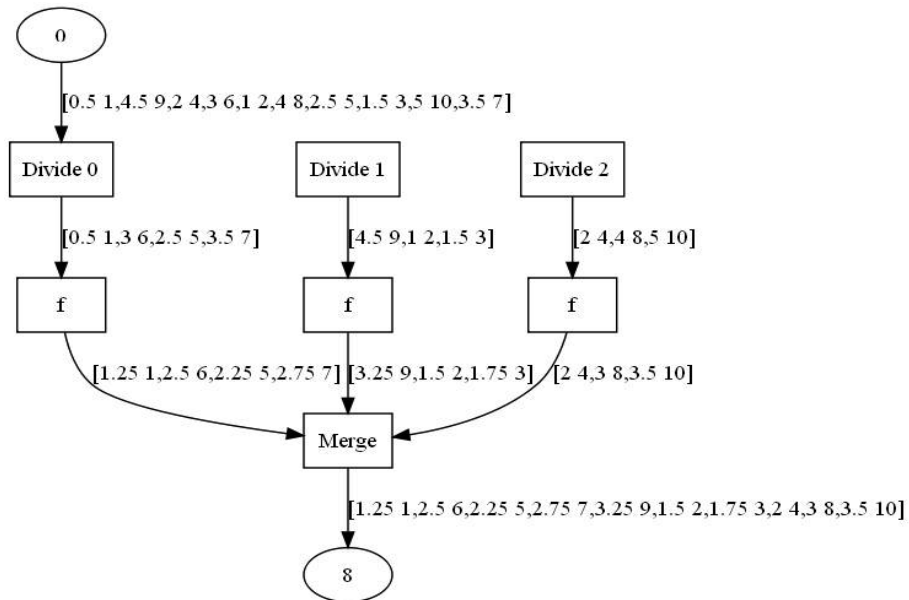 0
[0.5 1,4.5 9,2 4,3 6,1 2,4 8,2.5 5,1.5 3,5 10,3.5 7]
Divide 0
Divide 1
Divide 2
[0.5 1,3 6,2.5 5,3.5 7]
[4.5 9,1 2,1.5 3]
[2 4,4 8,5 10]
f
f
f
[1.25 1,2.5 6,2.25 5,2.75 7]
[3.25 9,1.5 2,1.75 3]
[2 4,3 8,3.5 10]
Merge
[1.25 1,2.5 6,2.25 5,2.75 7,3.25 9,1.5 2,1.75 3,2 4,3 8,3.5 10]
8